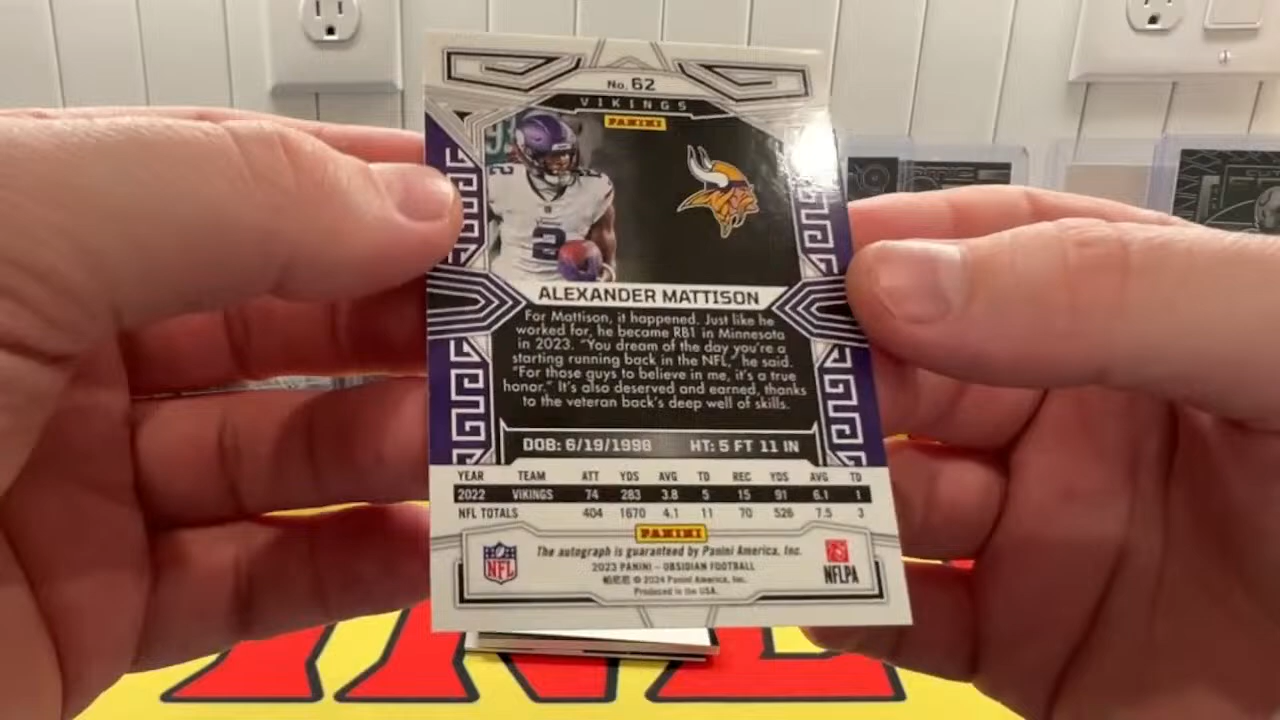 No. 62
VIKINGS
PANINI
2
ALEXANDER MATTISON
For Mattison, it happened. Just like he
worked for, he became RB1 in Minnesota
in 2023. "You dream of the day you're a
starting running back in the NFL," he said.
"For those guys to believe in me, it's a true
honor." It's also deserved and earned, thanks
to the veteran back's deep well of skills.
DOB: 6/19/1998 HT: 5 FT 11 IN
YEAR TEAM ATT YDS AVG TD REC YDS AVG TD
2022 VIKINGS 74 283 3.8 5 15 91 6.1 1
NFL TOTALS 404 1670 4.1 11 70 526 7.5 3
PANINI
The autograph is guaranteed by Panini America, Inc.
2023 PANINI – OBSIDIAN FOOTBALL
© 2024 Panini America, Inc.
Produced in the USA.
NFL
NFLPA